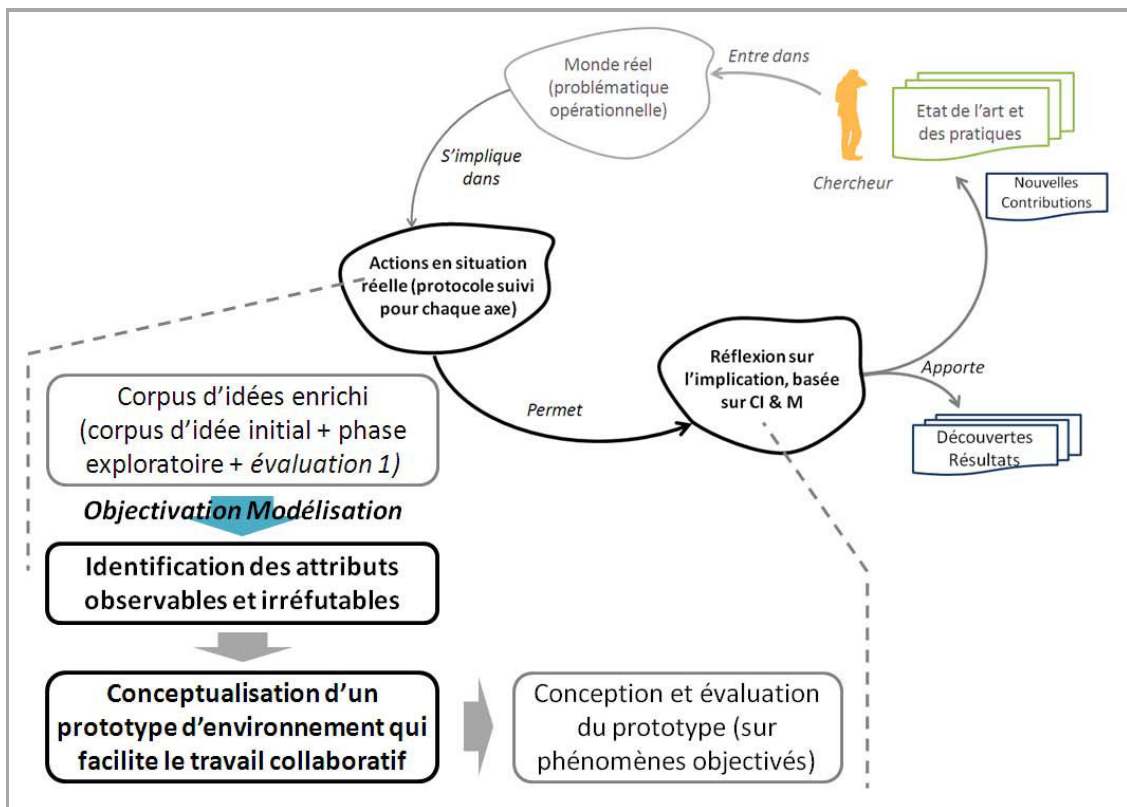 Monde réel
(problématique
opérationnelle)
Entre dans
Etat de l'art et
des pratiques
Chercheur
Nouvelles
Contributions
S'implique
dans
Actions en situation
réelle (protocole suivi
pour chaque axe)
Réflexion sur
l'implication, basée
sur CI & M
Apporte
Permet
Découvertes
Résultats
Corpus d'idées enrichi
(corpus d'idée initial + phase
exploratoire + évaluation 1)
Objectivation Modélisation
Identification des attributs
observables et irréfutables
Conceptualisation d'un
prototype d'environnement qui
facilite le travail collaboratif
Conception et évaluation
du prototype (sur
phénomènes objectivés)